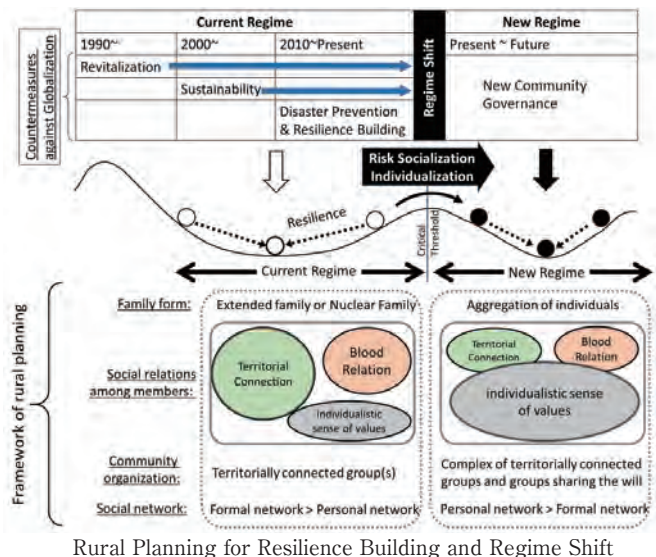 Current Regime
New Regime
Countermeasures
against Globalization
1990~
2000~
2010~Present
Regime Shift
Present ~ Future
Revitalization
Sustainability
Disaster Prevention
& Resilience Building
New Community
Governance
Risk Socialization
Individualization
Resilience
Critical
Threshold
Current Regime
New Regime
Framework of rural planning
Family form:
Extended family or Nuclear Family
Aggregation of individuals
Social relations
among members:
Territorial
Connection
Blood
Relation
individualistic
sense of values
Territorial
Connection
Blood
Relation
individualistic sense
of values
Community
organization:
Territorially connected group(s)
Complex of territorially connected
groups and groups sharing the will
Social network:
Formal network > Personal network
Personal network > Formal network
Rural Planning for Resilience Building and Regime Shift